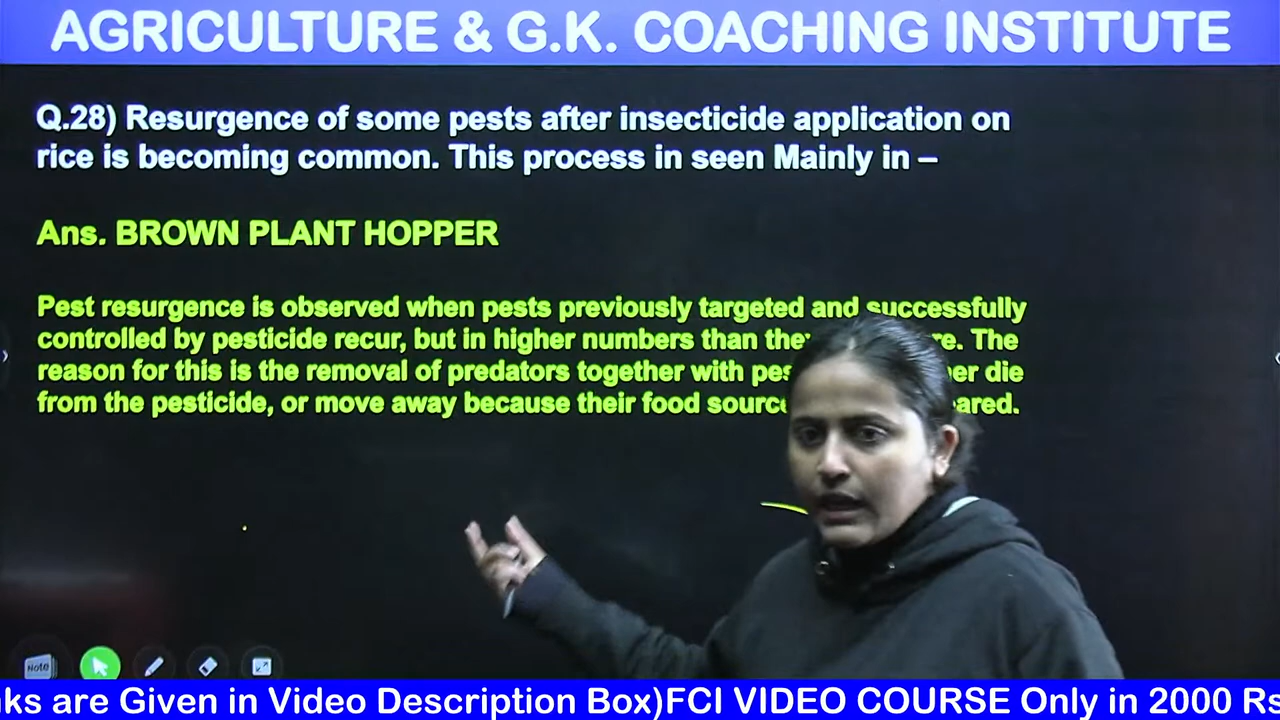 AGRICULTURE & G.K. COACHING INSTITUTE
Q.28) Resurgence of some pests after insecticide application on
rice is becoming common. This process in seen Mainly in –
Ans. BROWN PLANT HOPPER
Pest resurgence is observed when pests previously targeted and successfully
controlled by pesticide recur, but in higher numbers than The
reason for this is the removal of predators together with die
from the pesticide, or move away because their food
Note
are Given in Video Description Box)FCI VIDEO COURSE Only in 2000 Rs